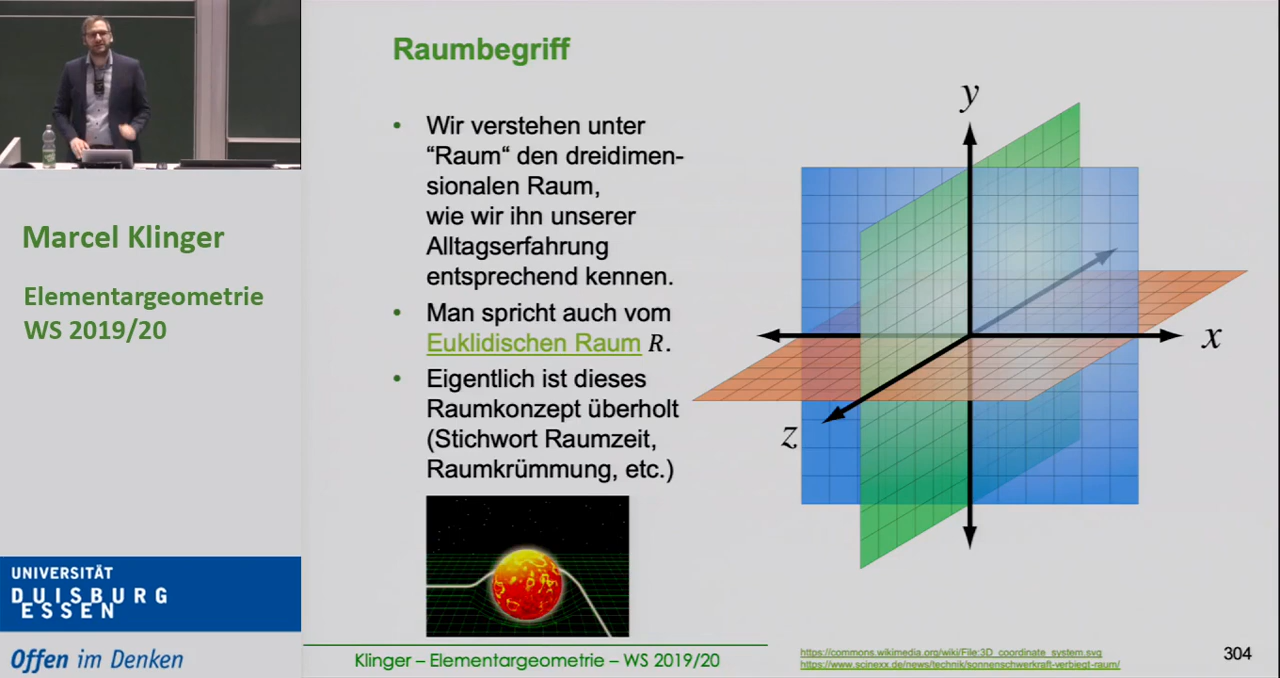 Marcel Klinger
Elementargeometrie
WS 2019/20
UNIVERSITÄT
DUISBURG
ESSEN
Offen im Denken
Raumbegriff
• Wir verstehen unter
“Raum“ den dreidimen-
sionalen Raum,
wie wir ihn unserer
Alltagserfahrung
entsprechend kennen.
• Man spricht auch vom
Euklidischen Raum R.
• Eigentlich ist dieses
Raumkonzept überholt
(Stichwort Raumzeit,
Raumkrümmung, etc.)
y
x
z
Klinger – Elementargeometrie – WS 2019/20
https://commons.wikimedia.org/wiki/File:3D_coordinate_system.svg
https://www.scinexx.de/news/technik/sonnenschwerkraft-verbiegt-raum/
304